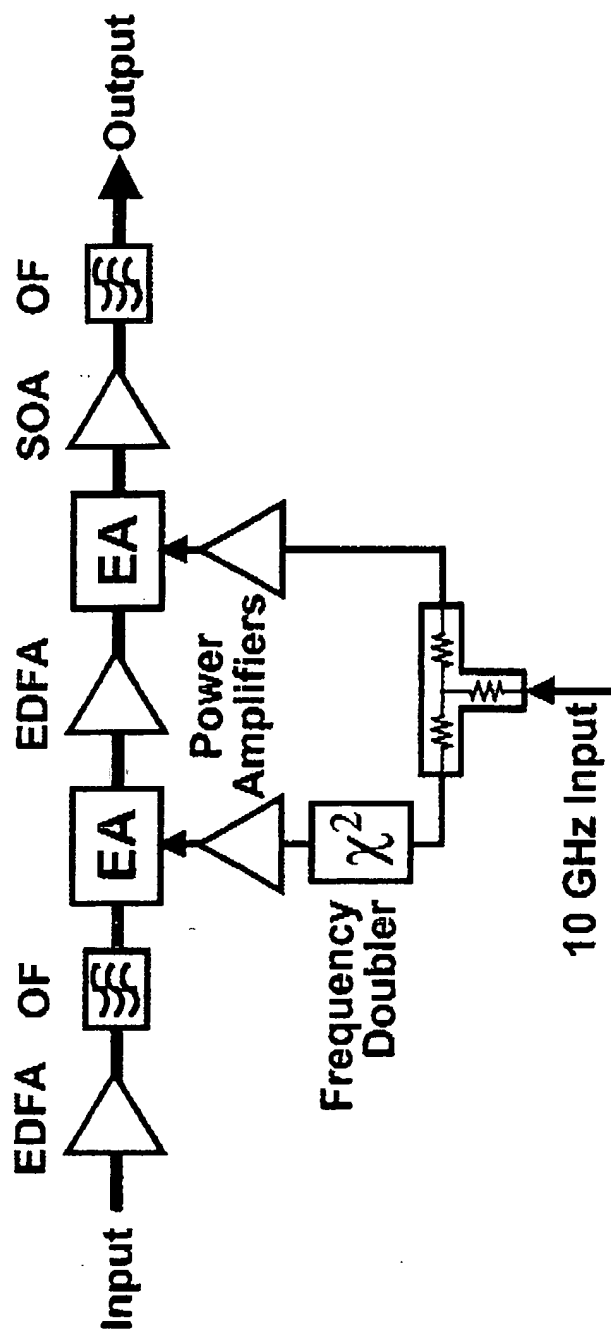 Input
EDFA
OF
EA
EDFA
EA
SOA
OF
Output
Power
Amplifiers
Frequency
Doubler
χ²
10 GHz Input